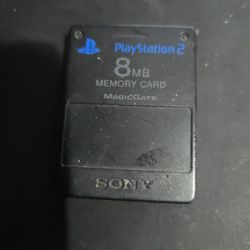 PlayStation 2
8MB
MEMORY CARD
MAGICGATE
SONY